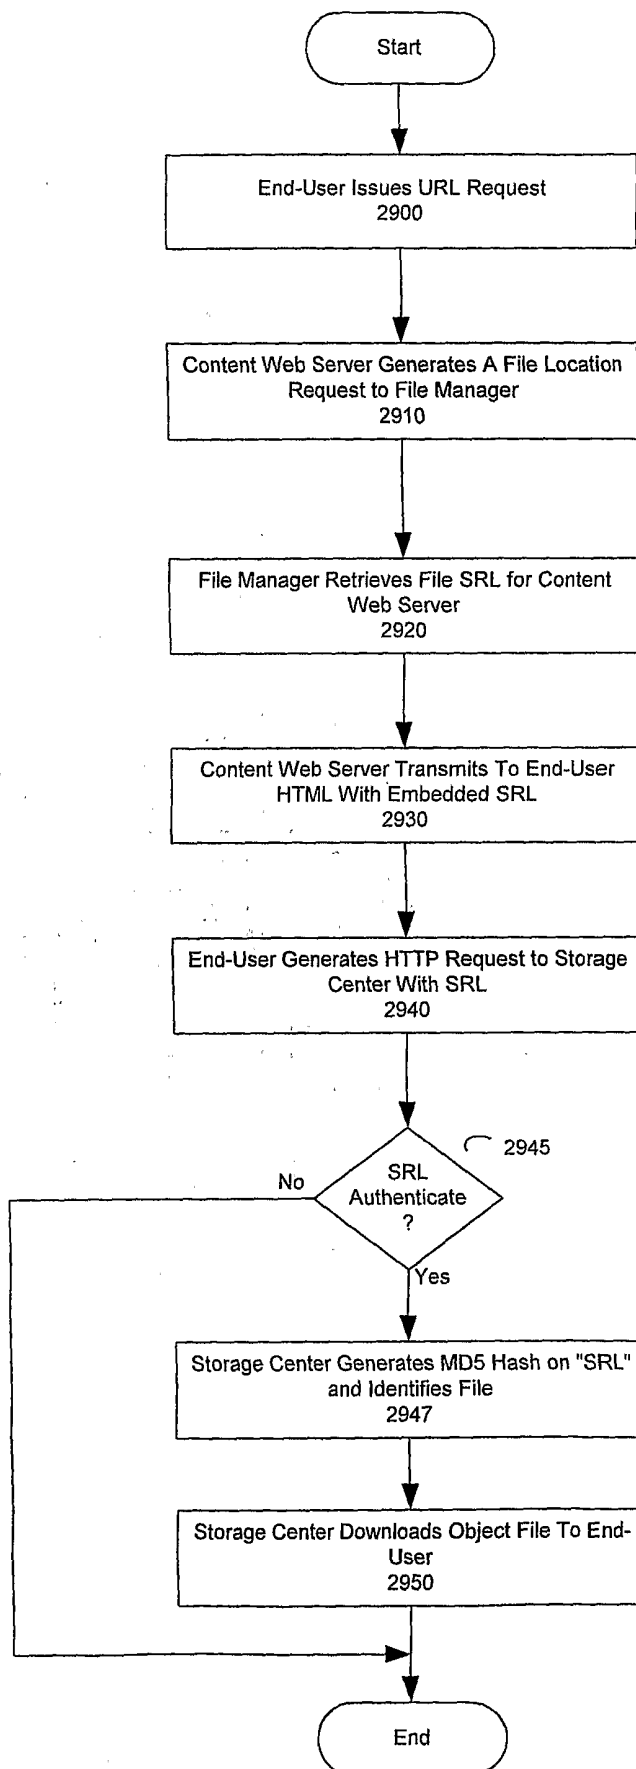 Start
End-User Issues URL Request
2900
Content Web Server Generates A File Location
Request to File Manager
2910
File Manager Retrieves File SRL for Content
Web Server
2920
Content Web Server Transmits To End-User
HTML With Embedded SRL
2930
End-User Generates HTTP Request to Storage
Center With SRL
2940
2945
SRL
Authenticate
?
No
Yes
Storage Center Generates MD5 Hash on "SRL"
and Identifies File
2947
Storage Center Downloads Object File To End-
User
2950
End